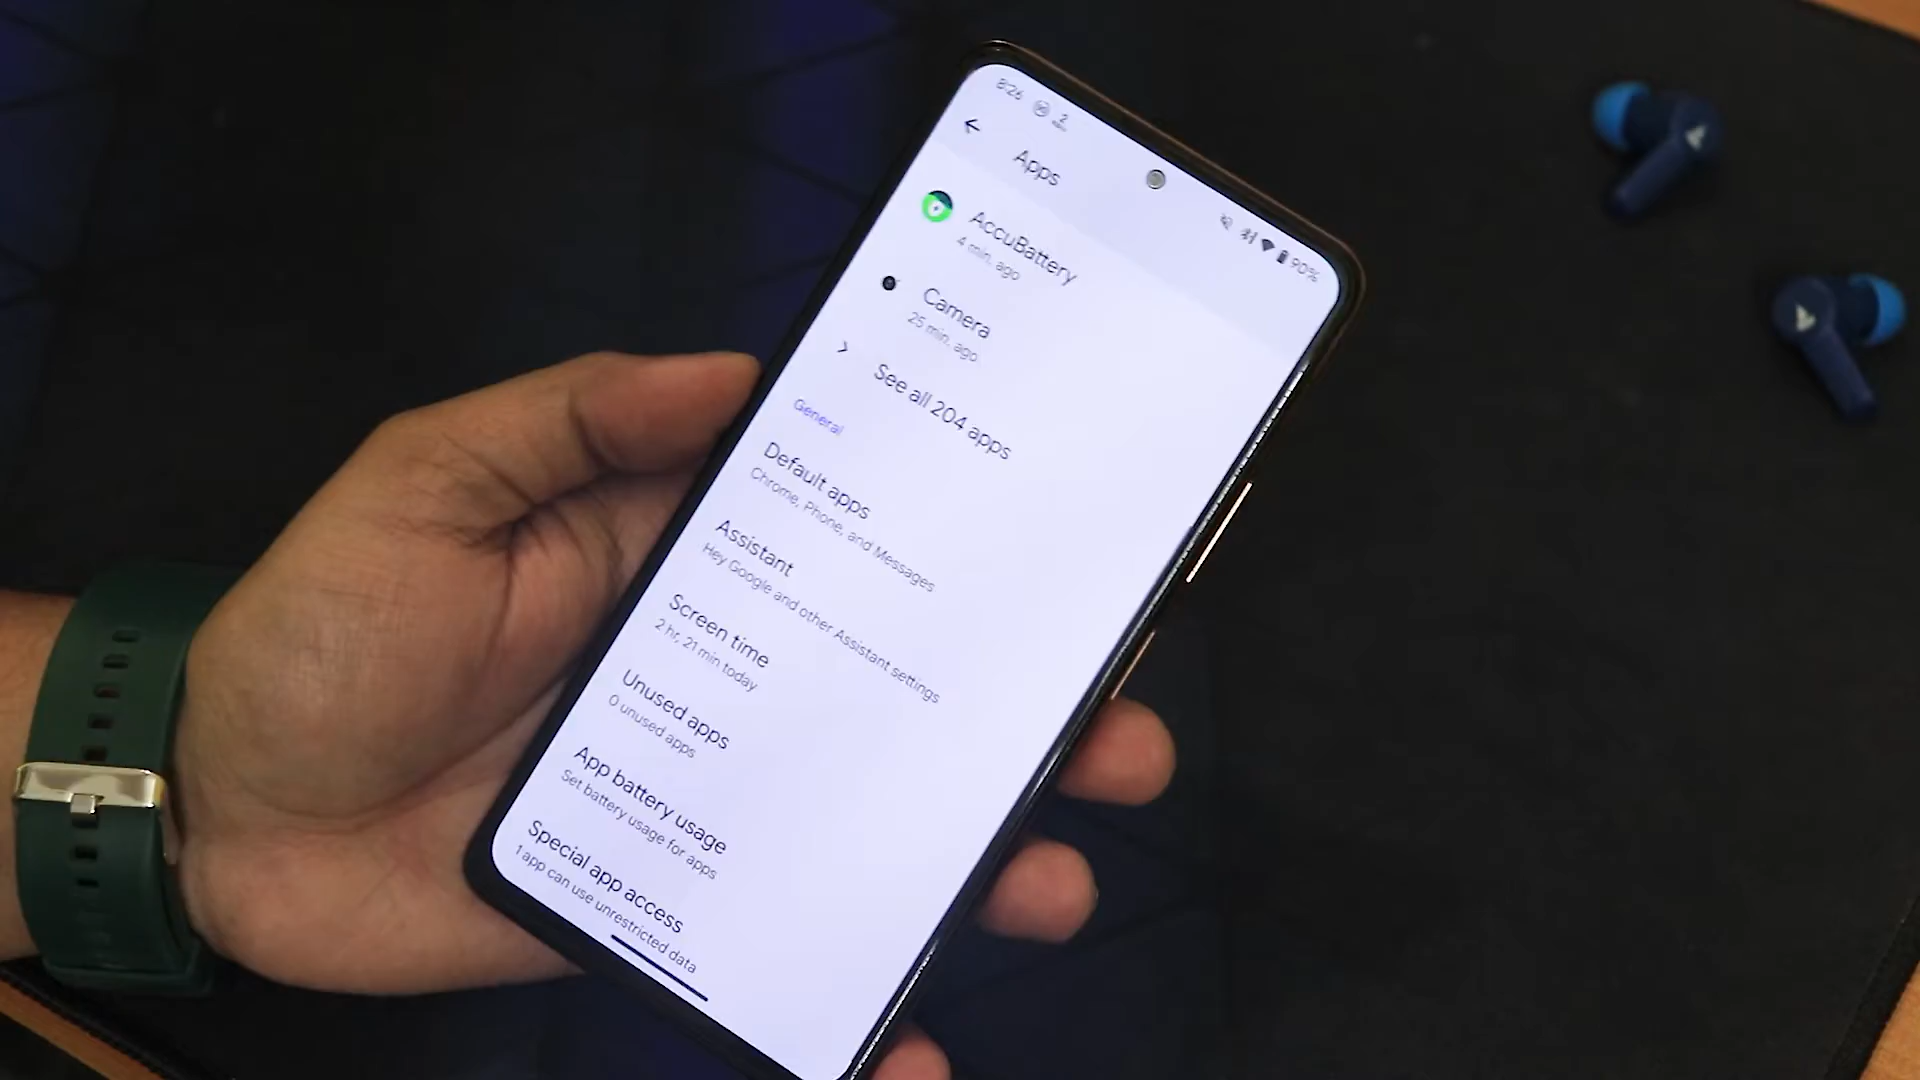 8:26
90%
Apps
AccuBattery
4 min. ago
Camera
25 min. ago
See all 204 apps
General
Default apps
Chrome, Phone, and Messages
Assistant
Hey Google and other Assistant settings
Screen time
2 hr, 21 min today
Unused apps
0 unused apps
App battery usage
Set battery usage for apps
Special app access
1 app can use unrestricted data